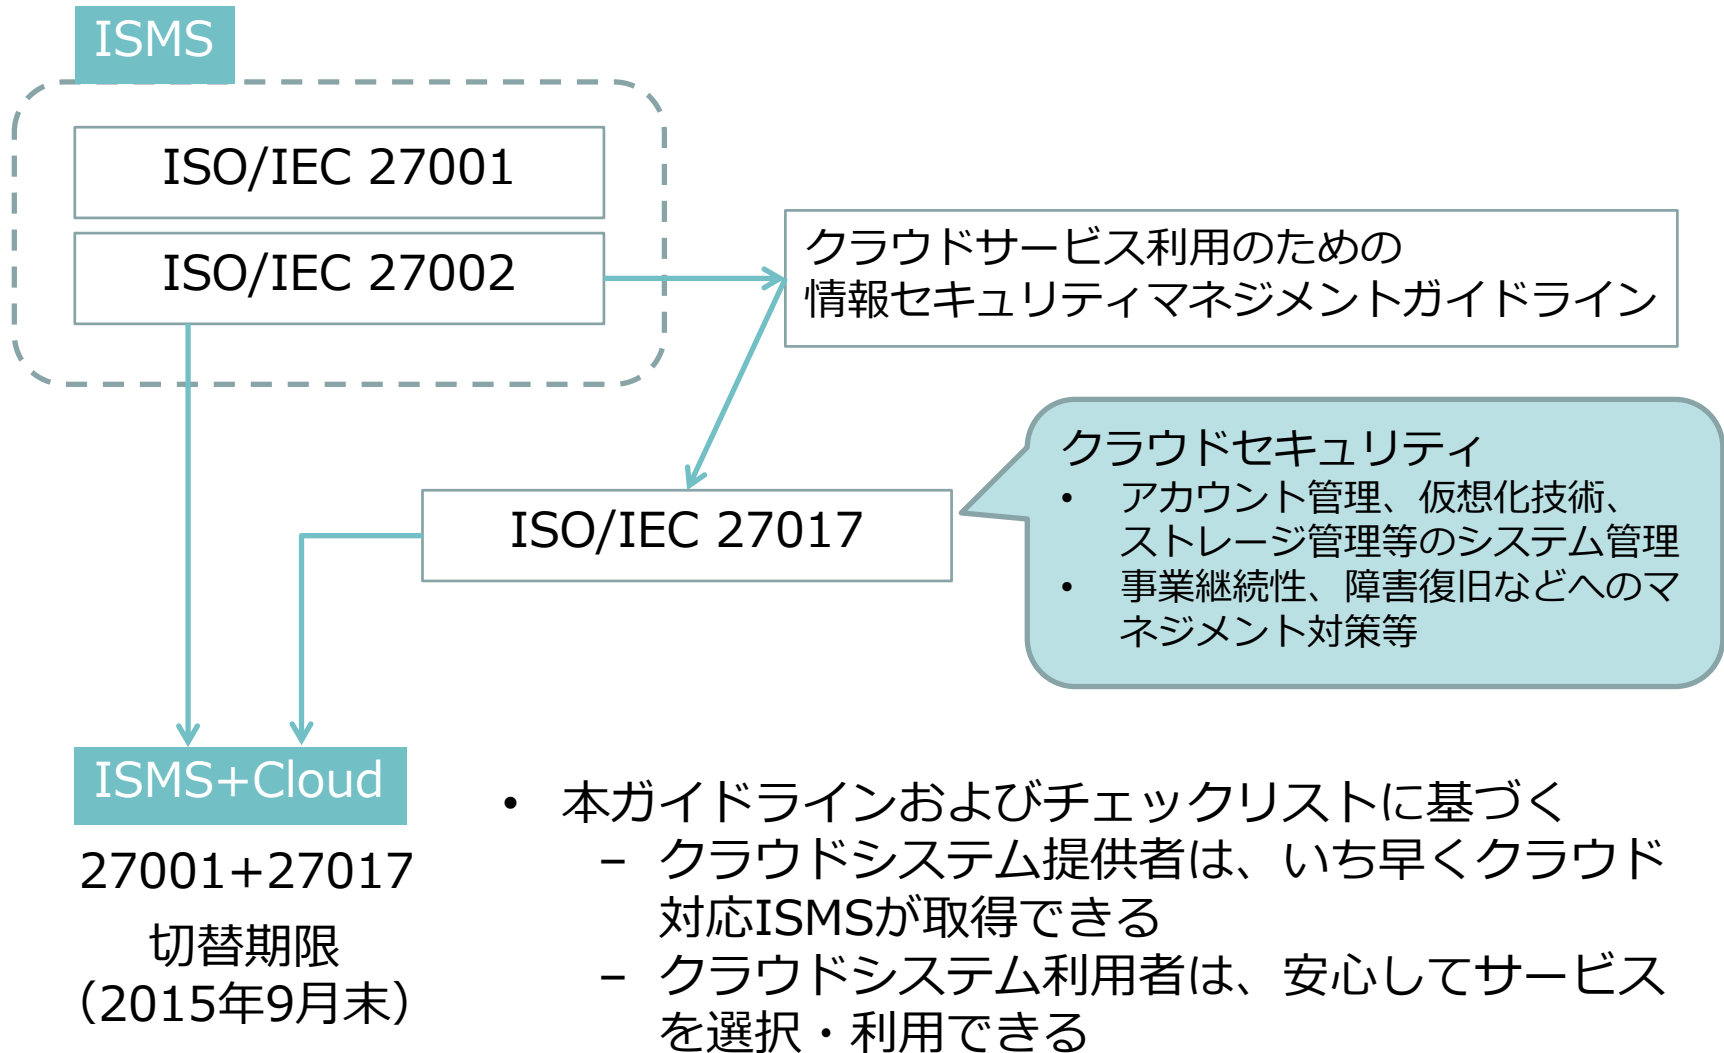 ISMS
ISO/IEC 27001
ISO/IEC 27002
クラウドサービス利用のための
情報セキュリティマネジメントガイドライン
クラウドセキュリティ
• アカウント管理、仮想化技術、
ストレージ管理等のシステム管理
• 事業継続性、障害復旧などへのマ
ネジメント対策等
ISO/IEC 27017
ISMS+Cloud
27001+27017
切替期限
（2015年9月末）
• 本ガイドラインおよびチェックリストに基づく
– クラウドシステム提供者は、いち早くクラウド
対応ISMSが取得できる
– クラウドシステム利用者は、安心してサービス
を選択・利用できる